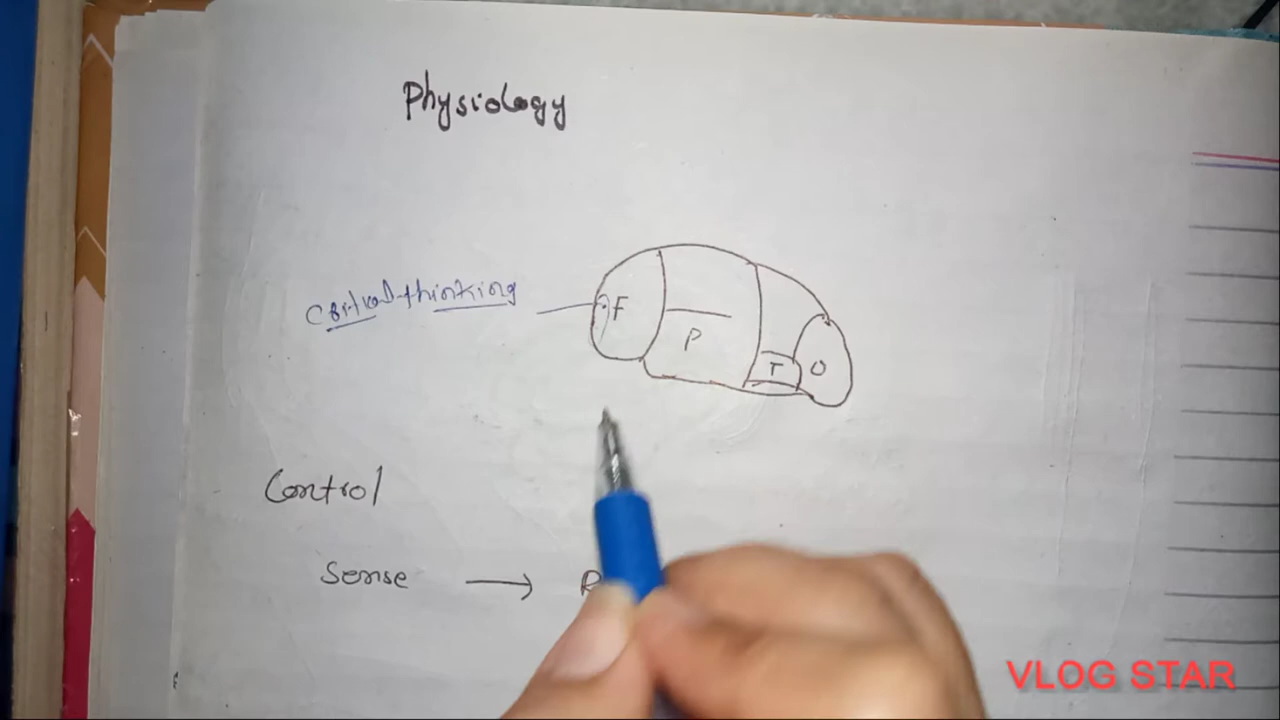 Physiology
Critical thinking
F
P
T
O
Control
Sense → R
VLOG STAR